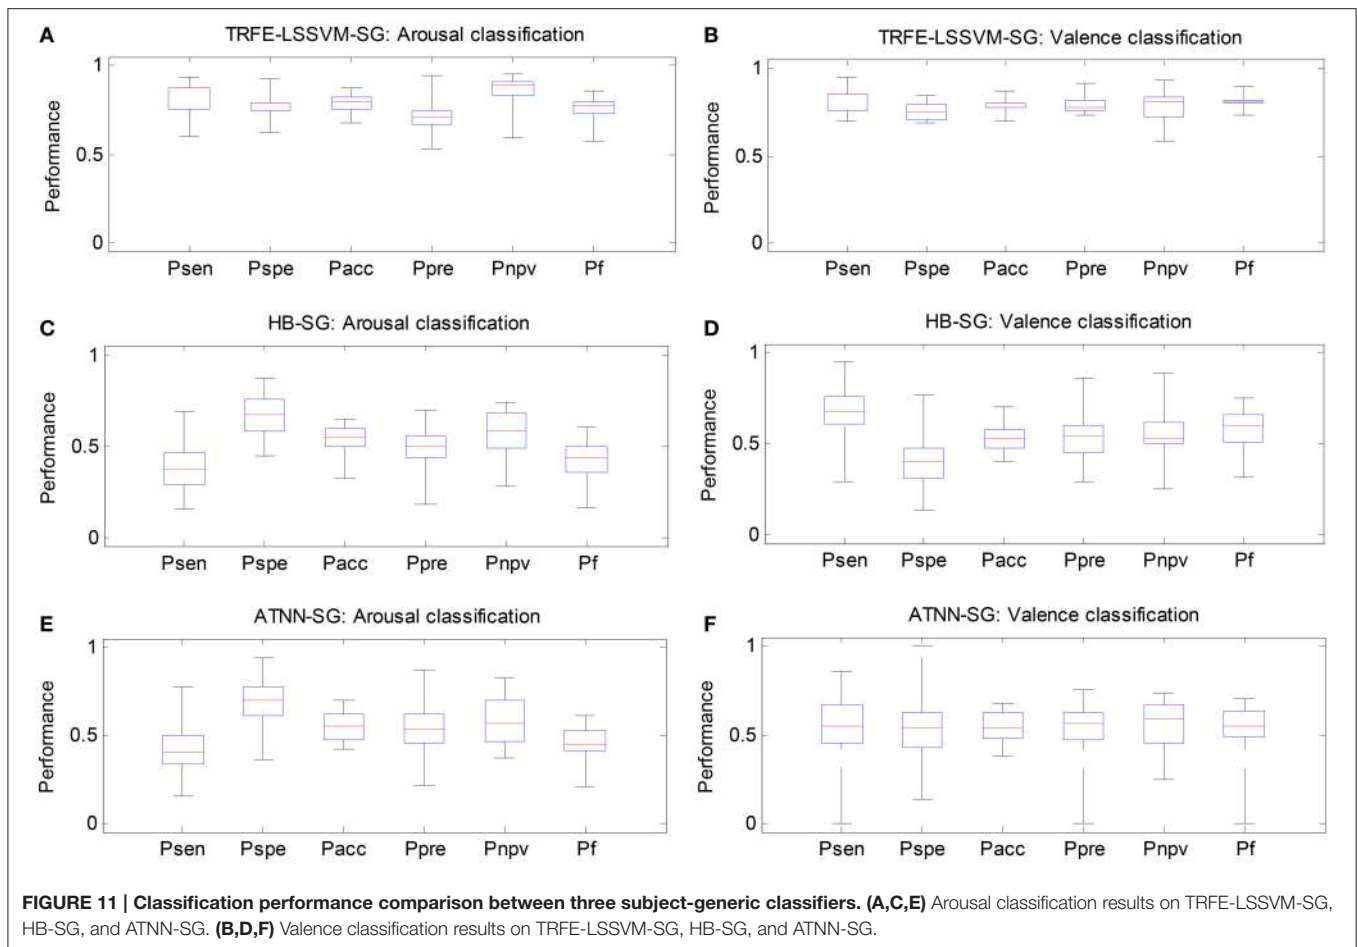 A
TRFE-LSSVM-SG: Arousal classification
Performance
1
0.5
0
Psen Pspe Pacc Ppre Pnpv Pf
B
TRFE-LSSVM-SG: Valence classification
Performance
1
0.5
0
Psen Pspe Pacc Ppre Pnpv Pf
C
HB-SG: Arousal classification
Performance
1
0.5
0
Psen Pspe Pacc Ppre Pnpv Pf
D
HB-SG: Valence classification
Performance
1
0.5
0
Psen Pspe Pacc Ppre Pnpv Pf
E
ATNN-SG: Arousal classification
Performance
1
0.5
0
Psen Pspe Pacc Ppre Pnpv Pf
F
ATNN-SG: Valence classification
Performance
1
0.5
0
Psen Pspe Pacc Ppre Pnpv Pf
FIGURE 11 | Classification performance comparison between three subject-generic classifiers. (A,C,E) Arousal classification results on TRFE-LSSVM-SG,
HB-SG, and ATNN-SG. (B,D,F) Valence classification results on TRFE-LSSVM-SG, HB-SG, and ATNN-SG.